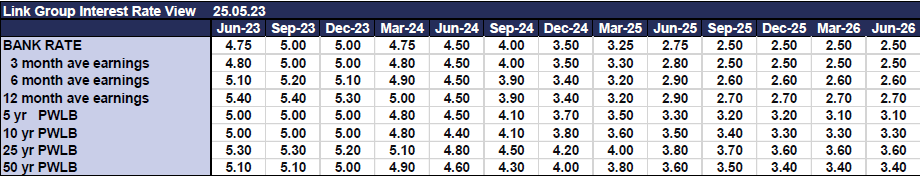 Link Group Interest Rate View 25.05.23
Jun-23 Sep-23 Dec-23 Mar-24 Jun-24 Sep-24 Dec-24 Mar-25 Jun-25 Sep-25 Dec-25 Mar-26 Jun-26
BANK RATE 4.75 5.00 5.00 4.75 4.50 4.00 3.50 3.25 2.75 2.50 2.50 2.50 2.50
3 month ave earnings 4.80 5.00 5.00 4.80 4.50 4.00 3.50 3.30 2.80 2.50 2.50 2.50 2.50
6 month ave earnings 5.10 5.20 5.10 4.90 4.50 3.90 3.40 3.20 2.90 2.60 2.60 2.60 2.60
12 month ave earnings 5.40 5.40 5.30 5.00 4.50 3.90 3.40 3.20 2.90 2.70 2.70 2.70 2.70
5 yr PWLB 5.00 5.00 5.00 4.80 4.50 4.10 3.70 3.50 3.30 3.20 3.20 3.10 3.10
10 yr PWLB 5.00 5.00 5.00 4.80 4.40 4.10 3.80 3.60 3.50 3.40 3.30 3.30 3.30
25 yr PWLB 5.30 5.30 5.20 5.10 4.80 4.50 4.20 4.00 3.80 3.70 3.60 3.60 3.60
50 yr PWLB 5.10 5.10 5.00 4.90 4.60 4.30 4.00 3.80 3.60 3.50 3.40 3.40 3.40